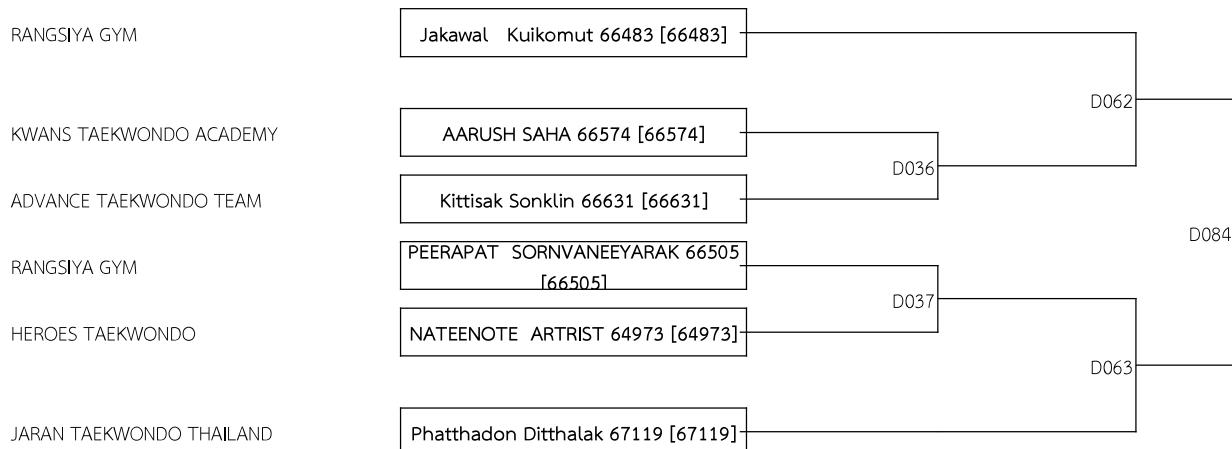 RANGSIYA GYM
Jakawal Kuikomut 66483 [66483]
D062
KWANS TAEKWONDO ACADEMY
AARUSH SAHA 66574 [66574]
D036
ADVANCE TAEKWONDO TEAM
Kittisak Sonklin 66631 [66631]
D084
RANGSIYA GYM
PEERAPAT SORNVANEEYARAK 66505
[66505]
D037
HEROES TAEKWONDO
NATEENOTE ARTRIST 64973 [64973]
D063
JARAN TAEKWONDO THAILAND
Phatthadon Ditthalak 67119 [67119]